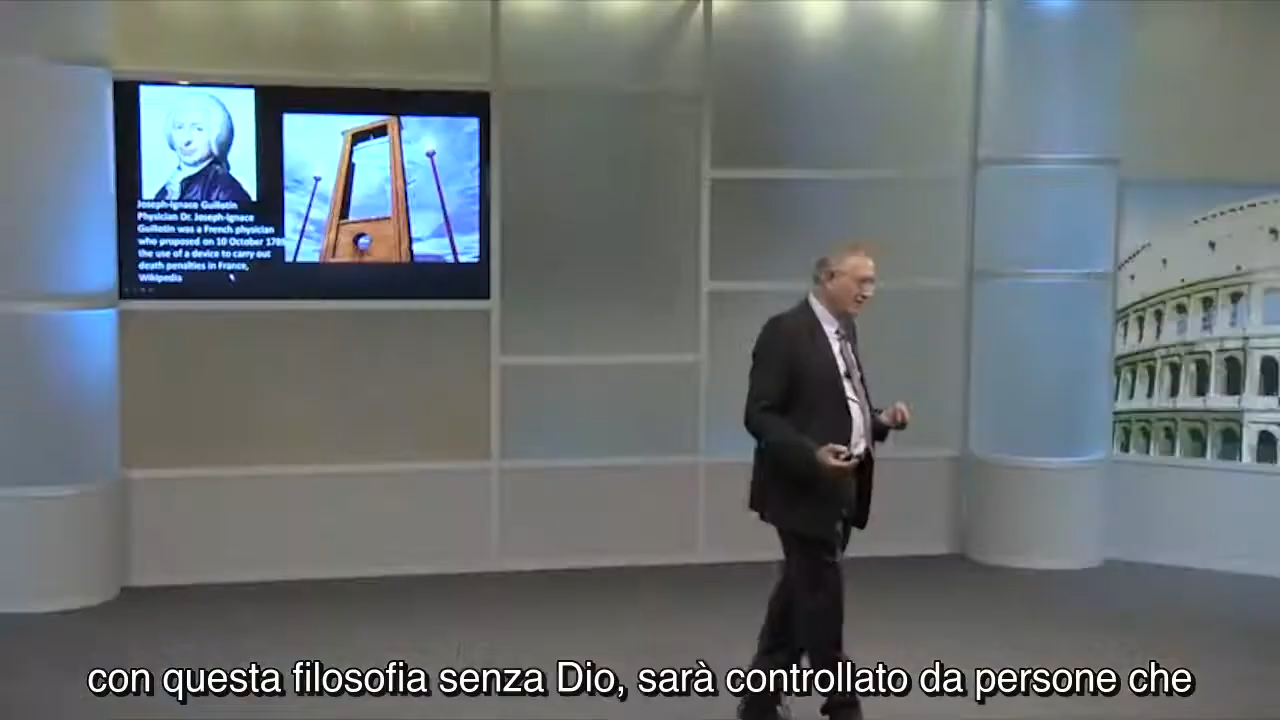 Joseph-Ignace Guillotin
Physician Dr. Joseph-Ignace
Guillotin was a French physician
who proposed on 10 October 1789
the use of a device to carry out
death penalties in France,
Wikipedia
con questa filosofia senza Dio, sarà controllato da persone che